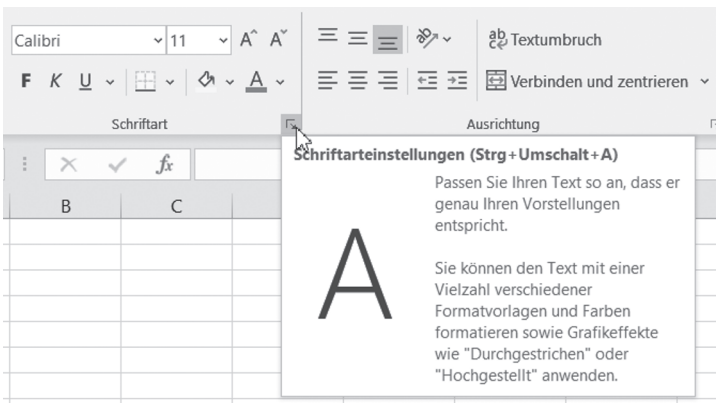 Calibri 11 A A Textumbruch
F K U A Verbinden und zentrieren
Schriftart Ausrichtung
fx
Schriftarteinstellungen (Strg+Umschalt+A)
B C
A
Passen Sie Ihren Text so an, dass er
genau Ihren Vorstellungen
entspricht.
Sie können den Text mit einer
Vielzahl verschiedener
Formatvorlagen und Farben
formatieren sowie Grafikeffekte
wie "Durchgestrichen" oder
"Hochgestellt" anwenden.